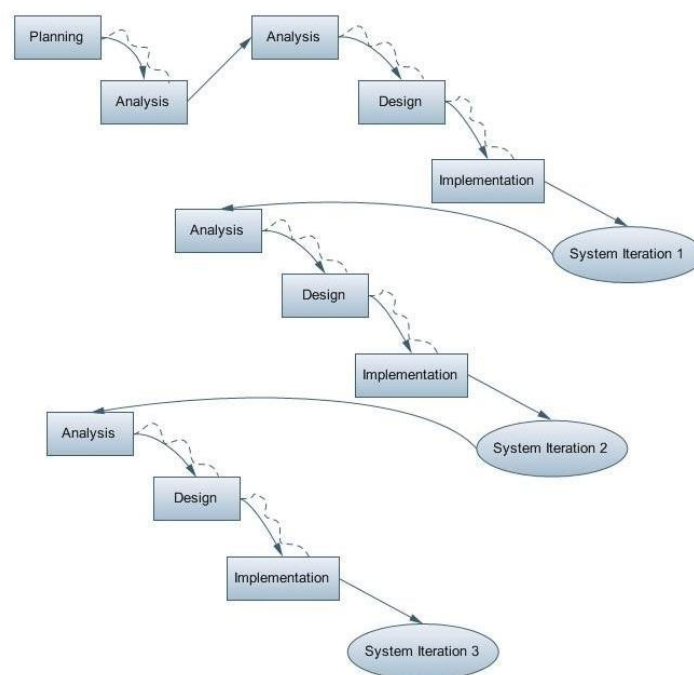 Planning
Analysis
Analysis
Design
Implementation
System Iteration 1
Analysis
Design
Implementation
System Iteration 2
Analysis
Design
Implementation
System Iteration 3